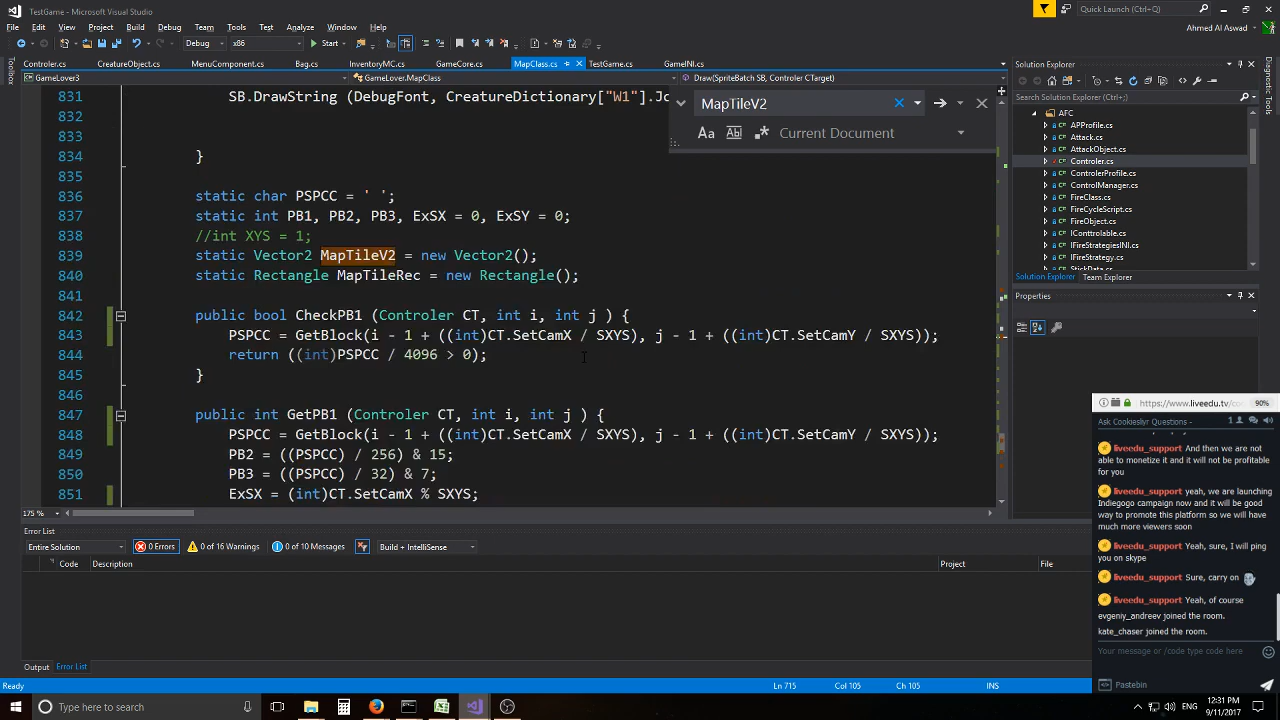 TestGame - Microsoft Visual Studio
Quick Launch (Ctrl+Q)
File Edit View Project Build Debug Team Tools Test Analyze Window Help
Ahmed Al Aswad
Debug x86 Start
Controler.cs CreatureObject.cs MenuComponent.cs Bag.cs InventoryMC.cs GameCore.cs MapClass.cs TestGame.cs GameINI.cs
GameLover3 GameLover.MapClass Draw(SpriteBatch SB, Controler CTarget)
Toolbox
831 SB.DrawString (DebugFont, CreatureDictionary["W1"].Jo
832
833
834 }
835
836 static char PSPCC = ' ';
837 static int PB1, PB2, PB3, ExSX = 0, ExSY = 0;
838 //int XYS = 1;
839 static Vector2 MapTileV2 = new Vector2();
840 static Rectangle MapTileRec = new Rectangle();
841
842 public bool CheckPB1 (Controler CT, int i, int j ) {
843 PSPCC = GetBlock(i - 1 + ((int)CT.SetCamX / SXYS), j - 1 + ((int)CT.SetCamY / SXYS));
844 return ((int)PSPCC / 4096 > 0);
845 }
846
847 public int GetPB1 (Controler CT, int i, int j ) {
848 PSPCC = GetBlock(i - 1 + ((int)CT.SetCamX / SXYS), j - 1 + ((int)CT.SetCamY / SXYS));
849 PB2 = ((PSPCC) / 256) & 15;
850 PB3 = ((PSPCC) / 32) & 7;
851 ExSX = (int)CT.SetCamX % SXYS;
MapTileV2
Aa Ab Current Document
175 %
Solution Explorer
Search Solution Explorer (Ctrl+;)
AFC
APProfile.cs
Attack.cs
AttackObject.cs
Controler.cs
ControlerProfile.cs
ControlManager.cs
FireClass.cs
FireCycleScript.cs
FireObject.cs
IConttrolable.cs
IFireStrategiesINI.cs
IFireStrategy.cs
StickData.cs
Solution Explorer Team Explorer
Diagnostic Tools
Properties
Error List
Entire Solution 0 Errors 0 of 16 Warnings 0 of 10 Messages Build + IntelliSense
Code Description Project File
Output Error List
Ready Ln 715 Col 105 Ch 105 INS
https://www.liveedu.tv/co 90%
Ask Cookiesliyr Questions - 1
liveedu_support And then we are not
able to monetize it and it will not be profitable
for you
liveedu_support yeah, we are launching
Indiegogo campaign now and it will be good
way to promote this platform so we will have
much more viewers soon
liveedu_support Yeah, sure, I will ping
you on skype
liveedu_support Sure, carry on
liveedu_support Yeah, of course
evgeniy_andreev joined the room.
kate_chaser joined the room.
Your message or /code type code here
Pastebin
Type here to search
12:31 PM
9/11/2017